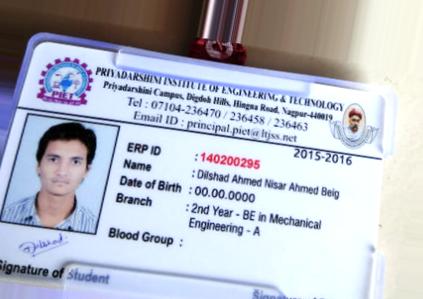 PRIYADARSHINI INSTITUTE OF ENGINEERING & TECHNOLOGY
Priyadarshini Campus, Digdoh Hills, Hingna Road, Nagpur-440019
Tel : 07104-236470 / 236458 / 236463
Email ID : principal.piet@ltjss.net
PIET
2015-2016
ERP ID : 140200295
Name : Dilshad Ahmed Nisar Ahmed Beig
Date of Birth : 00.00.0000
Branch : 2nd Year - BE in Mechanical
Engineering - A
Blood Group :
Dilshad
Signature of Student